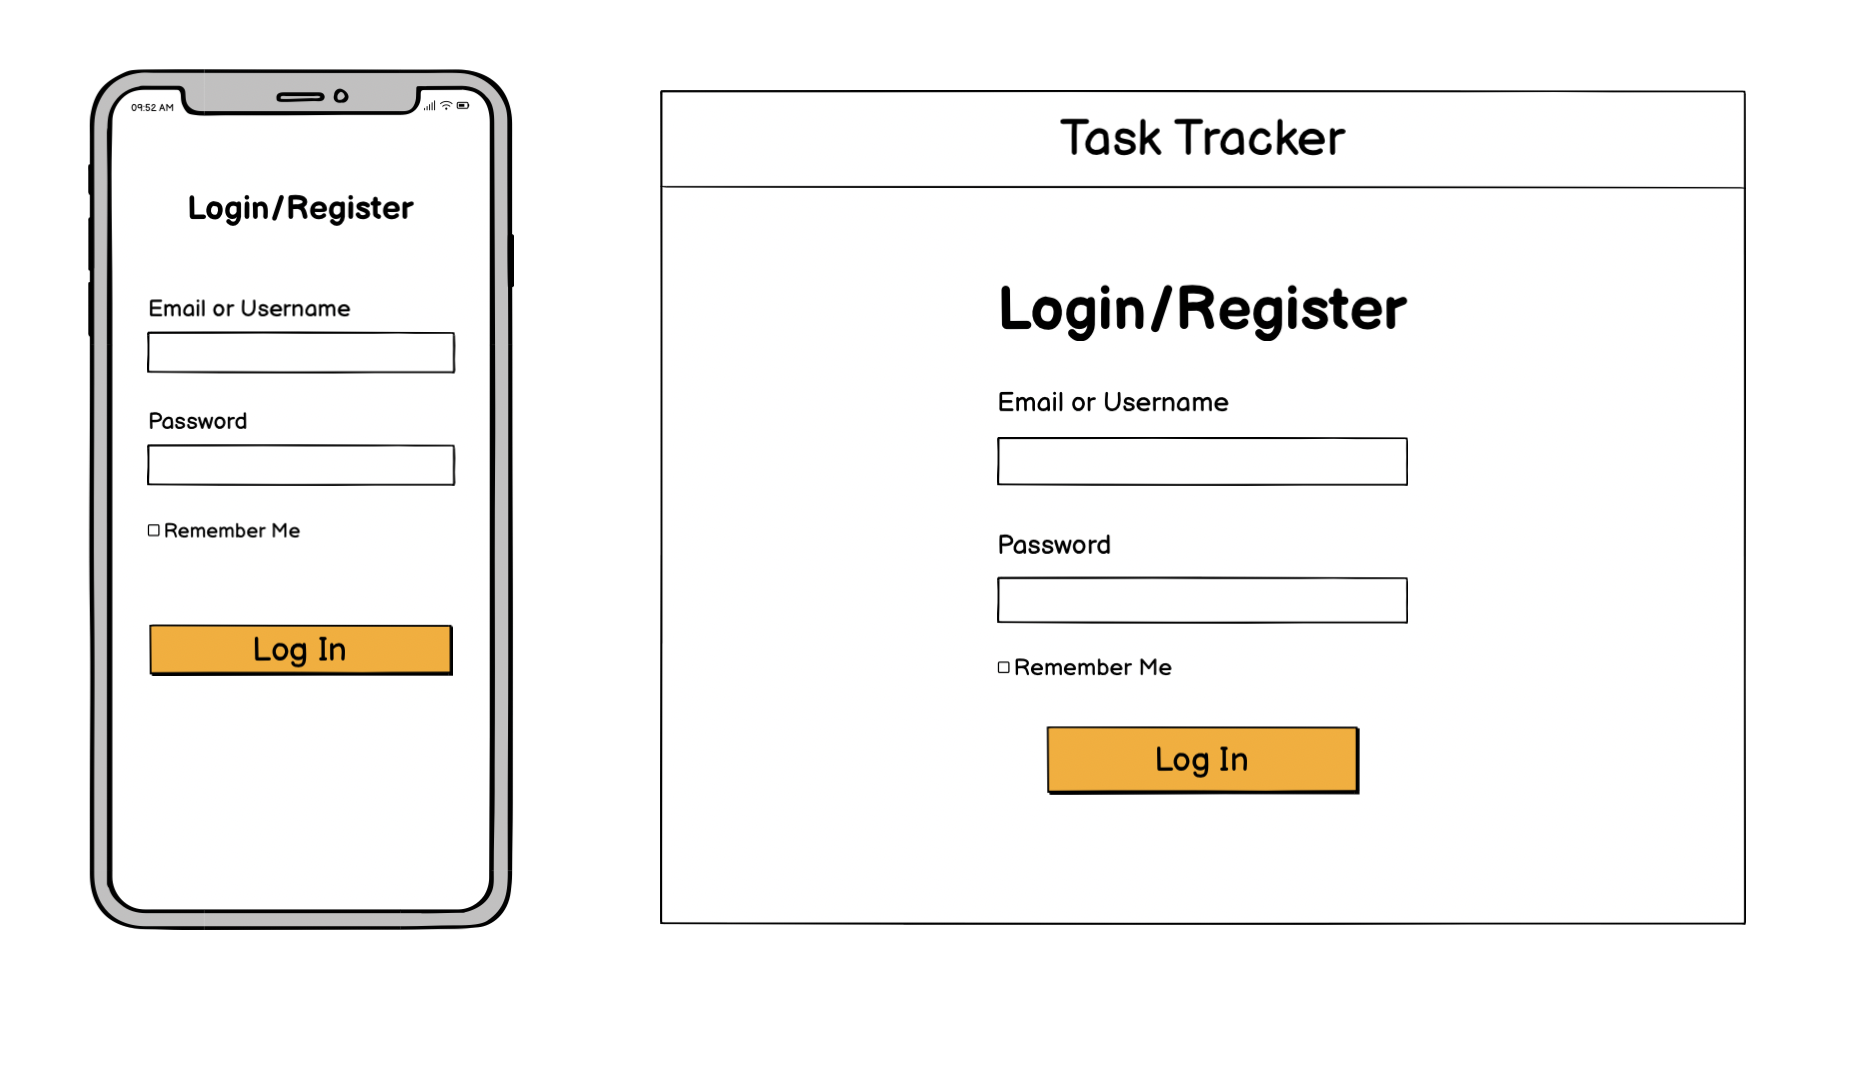 09:52 AM
Login/Register
Email or Username
Password
Remember Me
Log In
Task Tracker
Login/Register
Email or Username
Password
Remember Me
Log In